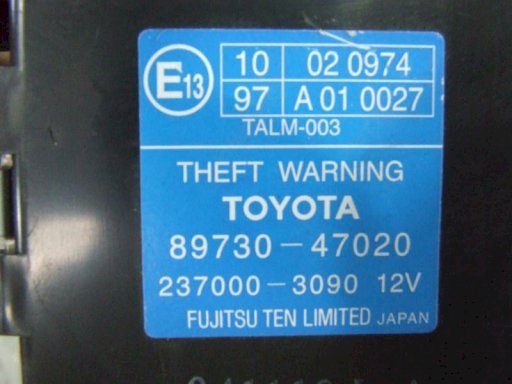 E13
10 02 0974
97 A 01 0027
TALM-003
THEFT WARNING
TOYOTA
89730-47020
237000-3090 12V
FUJITSU TEN LIMITED JAPAN